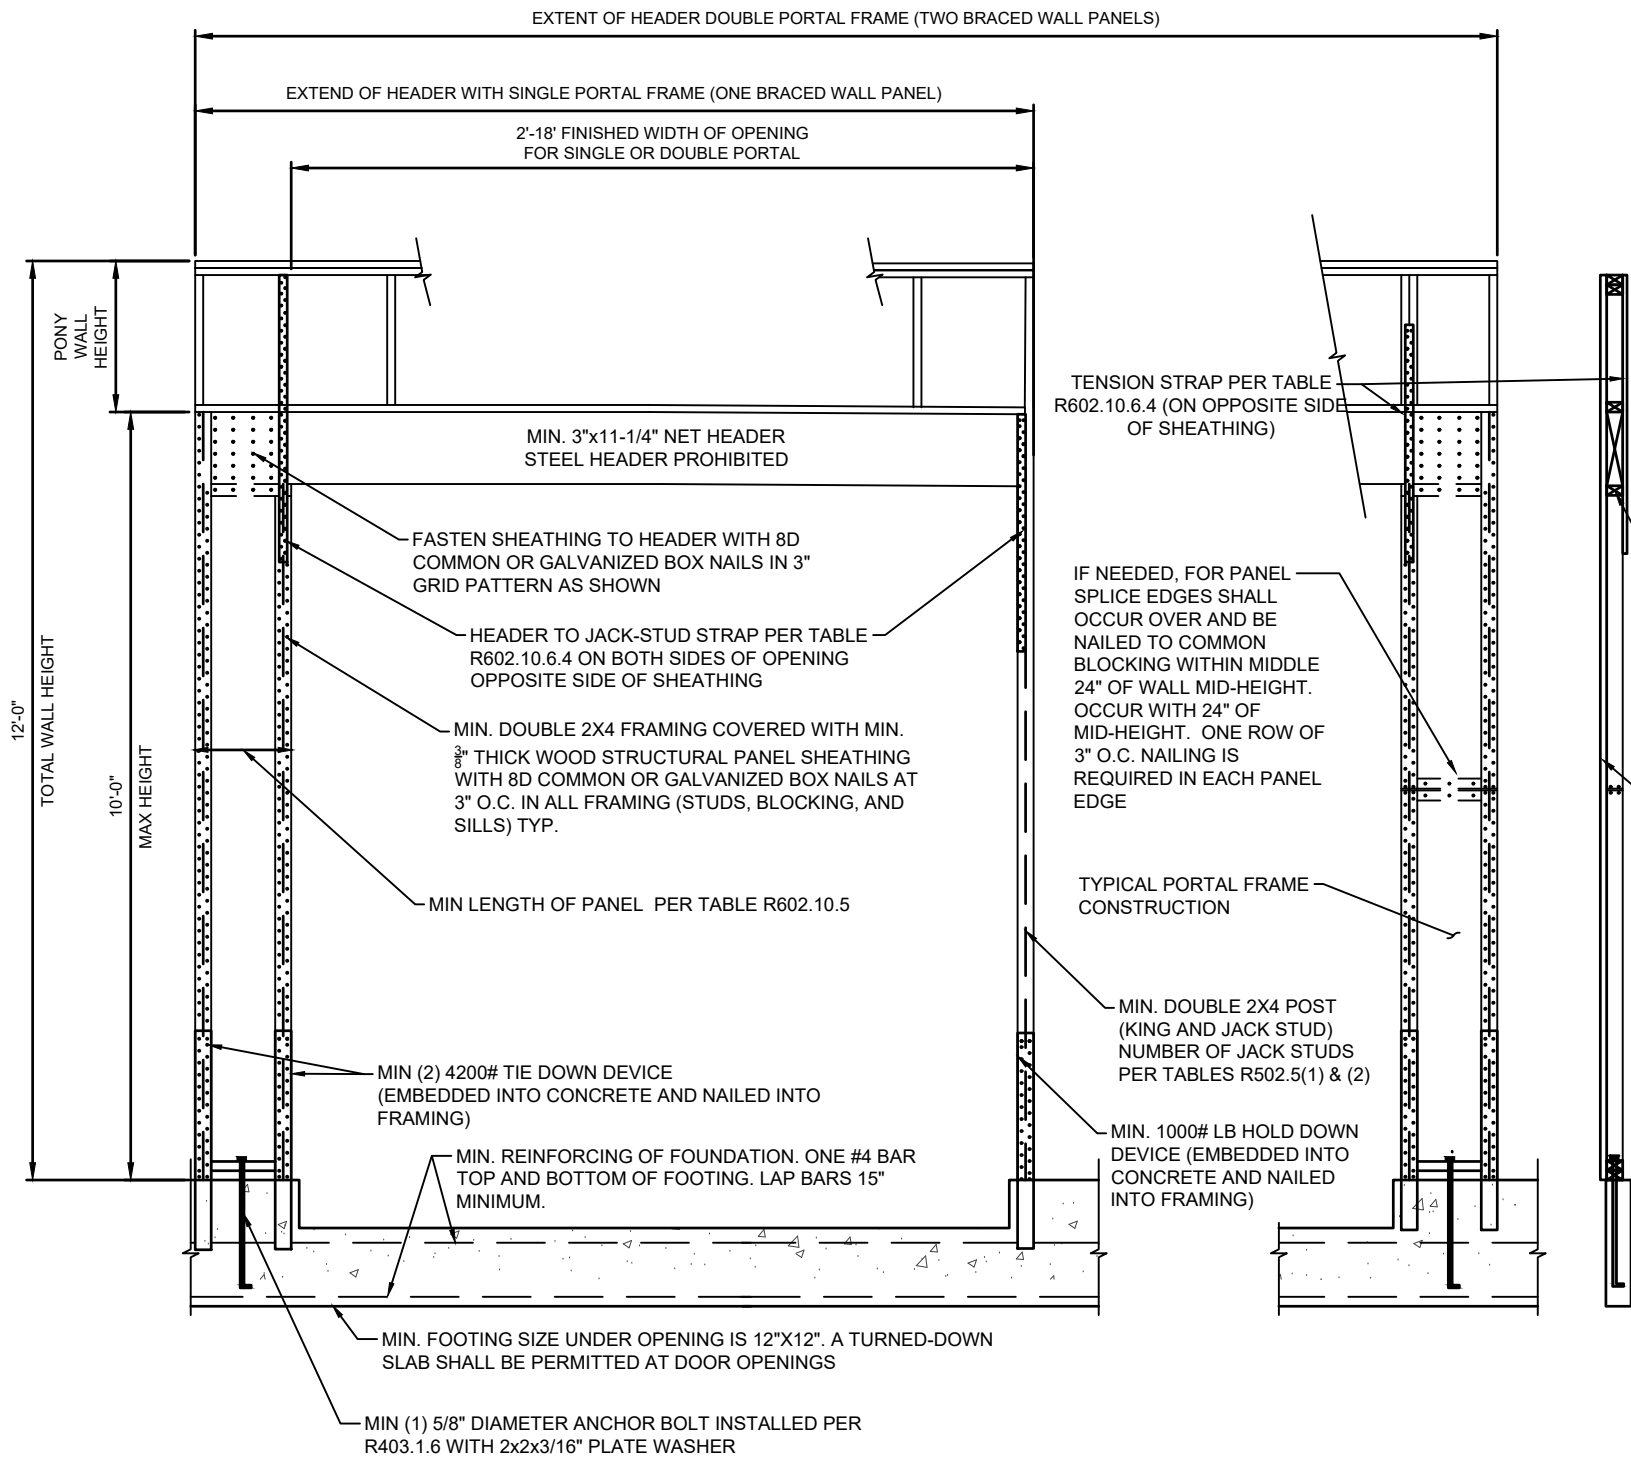 EXTENT OF HEADER DOUBLE PORTAL FRAME (TWO BRACED WALL PANELS)
EXTEND OF HEADER WITH SINGLE PORTAL FRAME (ONE BRACED WALL PANEL)
2'-18' FINISHED WIDTH OF OPENING
FOR SINGLE OR DOUBLE PORTAL
PONY
WALL
HEIGHT
12'-0"
TOTAL WALL HEIGHT
10'-0"
MAX HEIGHT
MIN. 3"x11-1/4" NET HEADER
STEEL HEADER PROHIBITED
TENSION STRAP PER TABLE
R602.10.6.4 (ON OPPOSITE SIDE
OF SHEATHING)
FASTEN SHEATHING TO HEADER WITH 8D
COMMON OR GALVANIZED BOX NAILS IN 3"
GRID PATTERN AS SHOWN
HEADER TO JACK-STUD STRAP PER TABLE
R602.10.6.4 ON BOTH SIDES OF OPENING
OPPOSITE SIDE OF SHEATHING
IF NEEDED, FOR PANEL
SPLICE EDGES SHALL
OCCUR OVER AND BE
NAILED TO COMMON
BLOCKING WITHIN MIDDLE
24" OF WALL MID-HEIGHT.
OCCUR WITH 24" OF
MID-HEIGHT. ONE ROW OF
3" O.C. NAILING IS
REQUIRED IN EACH PANEL
EDGE
MIN. DOUBLE 2X4 FRAMING COVERED WITH MIN.
3/8" THICK WOOD STRUCTURAL PANEL SHEATHING
WITH 8D COMMON OR GALVANIZED BOX NAILS AT
3" O.C. IN ALL FRAMING (STUDS, BLOCKING, AND
SILLS) TYP.
MIN LENGTH OF PANEL PER TABLE R602.10.5
TYPICAL PORTAL FRAME
CONSTRUCTION
MIN. DOUBLE 2X4 POST
(KING AND JACK STUD)
NUMBER OF JACK STUDS
PER TABLES R502.5(1) & (2)
MIN (2) 4200# TIE DOWN DEVICE
(EMBEDDED INTO CONCRETE AND NAILED INTO
FRAMING)
MIN. 1000# LB HOLD DOWN
DEVICE (EMBEDDED INTO
CONCRETE AND NAILED
INTO FRAMING)
MIN. REINFORCING OF FOUNDATION. ONE #4 BAR
TOP AND BOTTOM OF FOOTING. LAP BARS 15"
MINIMUM.
MIN. FOOTING SIZE UNDER OPENING IS 12"X12". A TURNED-DOWN
SLAB SHALL BE PERMITTED AT DOOR OPENINGS
MIN (1) 5/8" DIAMETER ANCHOR BOLT INSTALLED PER
R403.1.6 WITH 2x2x3/16" PLATE WASHER